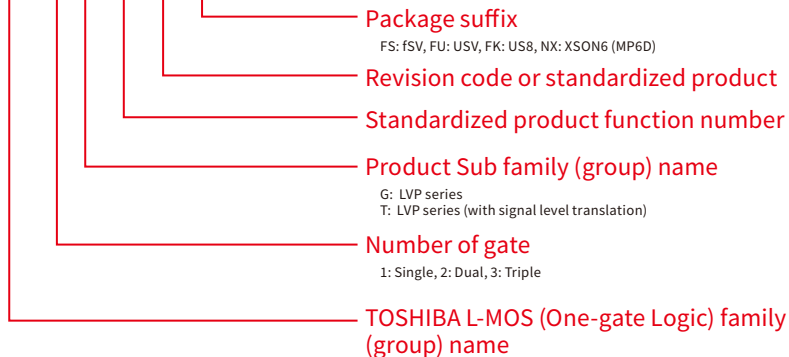 Package suffix
FS: fSV, FU: USV, FK: US8, NX: XSON6 (MP6D)
Revision code or standardized product
Standardized product function number
Product Sub family (group) name
G: LVP series
T: LVP series (with signal level translation)
Number of gate
1: Single, 2: Dual, 3: Triple
TOSHIBA L-MOS (One-gate Logic) family
(group) name